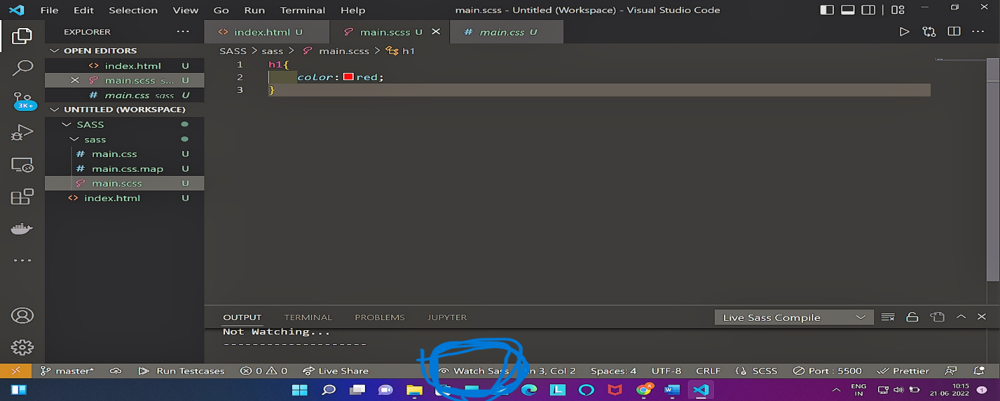 File Edit Selection View Go Run Terminal Help main.scss - Untitled (Workspace) - Visual Studio Code
EXPLORER ... index.html U main.scss U main.css U
OPEN EDITORS
SASS > sass > main.scss > h1
index.html U
main.scss s... U
main.css sass U
UNTITLED (WORKSPACE)
SASS
sass
main.css U
main.css.map U
main.scss U
index.html U
3K+
1 h1{
2 color: red;
3 }
OUTPUT TERMINAL PROBLEMS JUPYTER Live Sass Compile
Not Watching...
--------------------
master* Run Testcases 0 0 Live Share Watch Sass Ln 3, Col 2 Spaces: 4 UTF-8 CRLF SCSS Port : 5500 Prettier
ENG
IN
10:15
21-06-2022
1